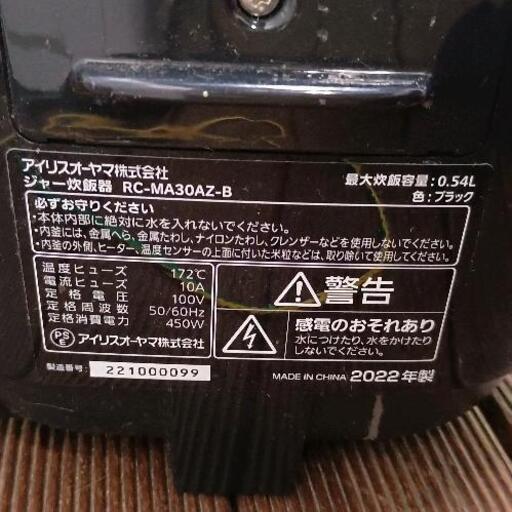 アイリスオーヤマ株式会社
ジャー炊飯器 RC-MA30AZ-B
最大炊飯容量:0.54L
色:ブラック
必ずお守りください
・本体内部に絶対に水を入れないでください。
・内釜には、金属へら、金属たわし、ナイロンたわし、クレンザーなどを使用しないでください。
・内釜の外側、ヒーター、温度センサーの上面に付いた米粒などは、取り除いて使用してください。
温度ヒューズ 172℃
電流ヒューズ 10A
定格電圧 100V
定格周波数 50/60Hz
定格消費電力 450W
PSE アイリスオーヤマ株式会社
製造番号: 221000099
警告
感電のおそれあり
水につけたり、水をかけたり
しないでください。
MADE IN CHINA 2022年製